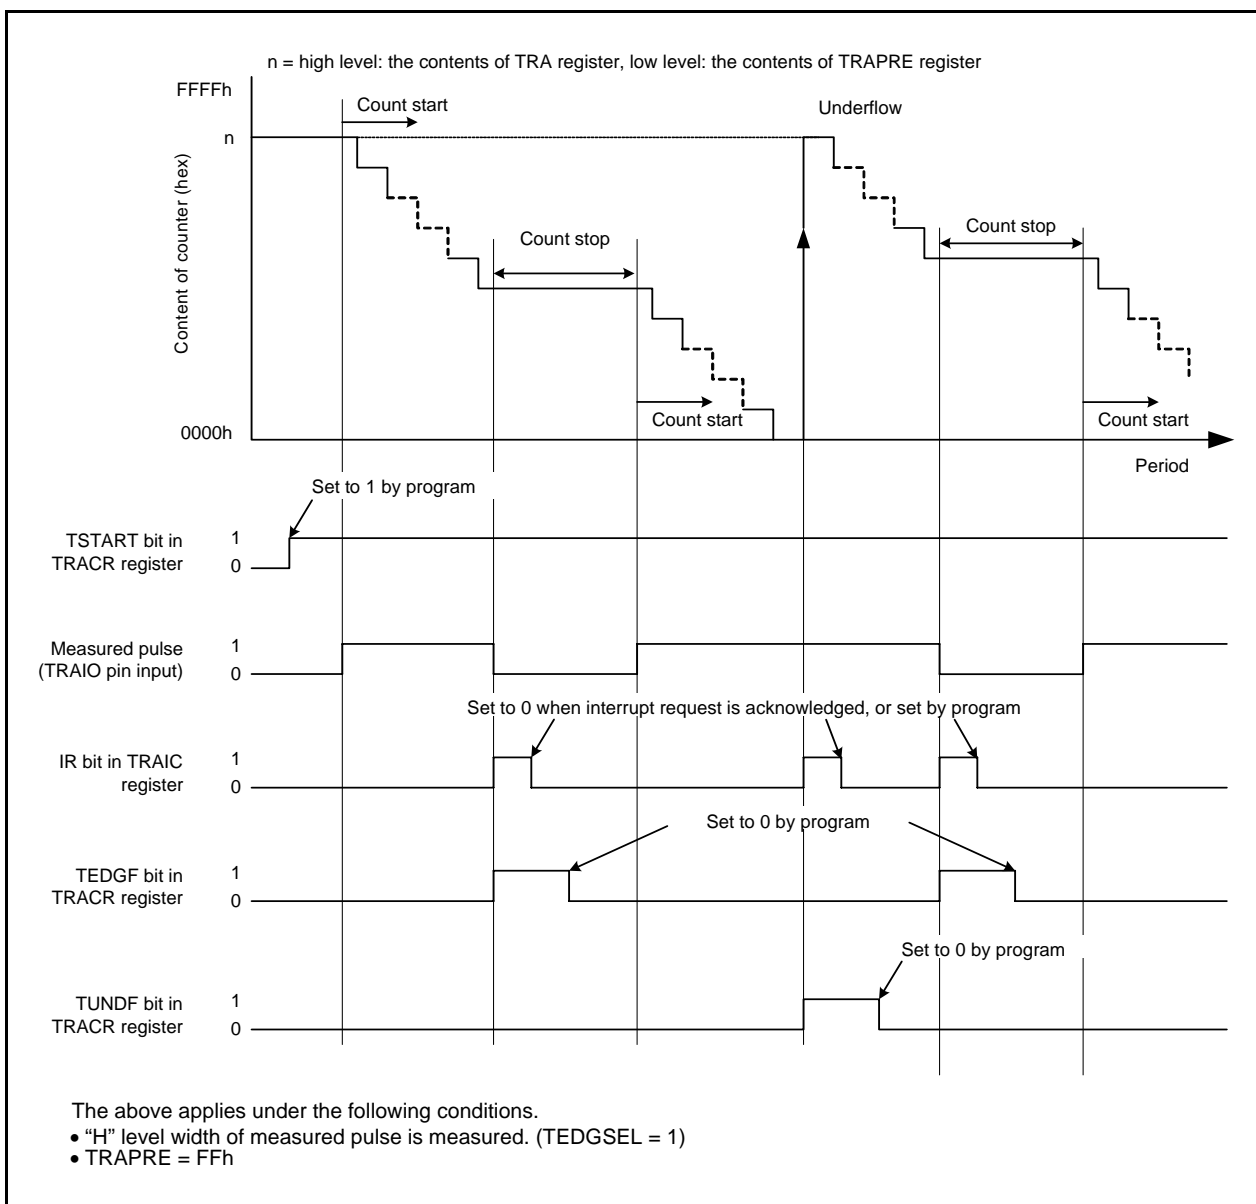 n = high level: the contents of TRA register, low level: the contents of TRAPRE register
FFFFh
Count start
Underflow
n
Content of counter (hex)
Count stop
Count stop
Count start
Count start
0000h
Period
Set to 1 by program
TSTART bit in
TRACR register
1
0
Measured pulse
(TRAIO pin input)
1
0
Set to 0 when interrupt request is acknowledged, or set by program
IR bit in TRAIC
register
1
0
Set to 0 by program
TEDGF bit in
TRACR register
1
0
Set to 0 by program
TUNDF bit in
TRACR register
1
0
The above applies under the following conditions.
• “H” level width of measured pulse is measured. (TEDGSEL = 1)
• TRAPRE = FFh